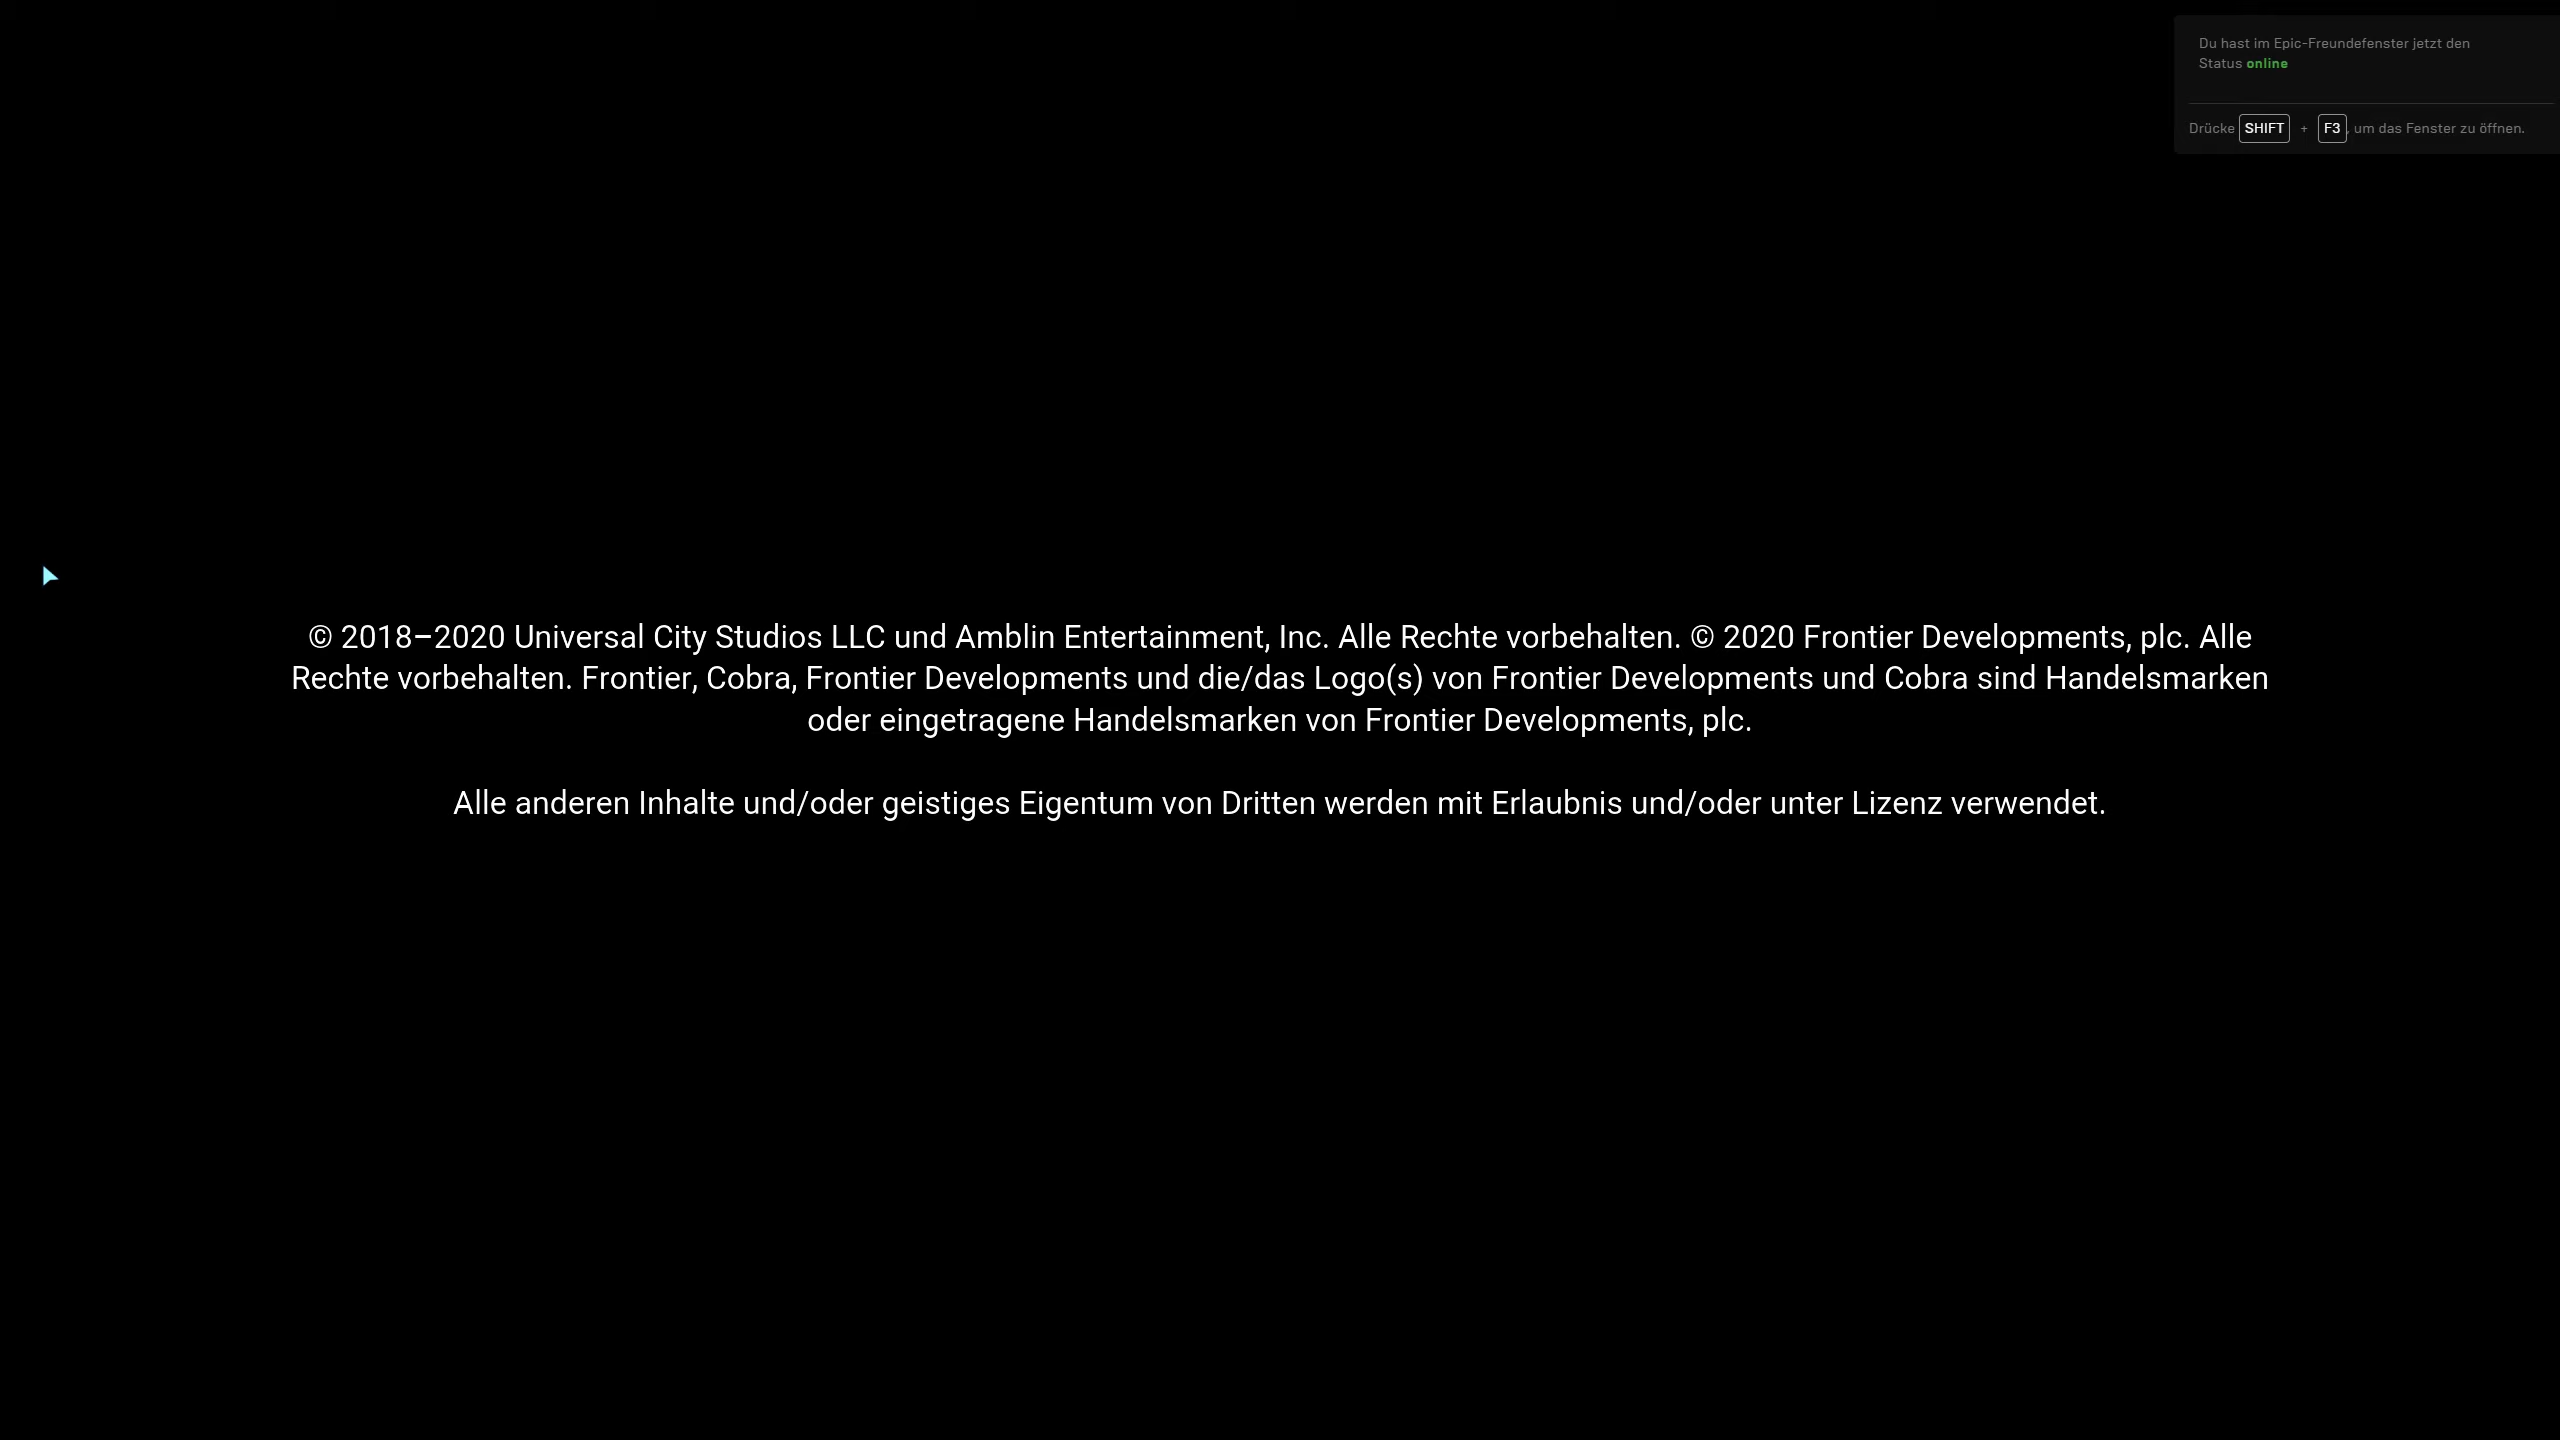 Du hast im Epic-Freundefenster jetzt den
Status online
Drücke SHIFT + F3, um das Fenster zu öffnen.
© 2018–2020 Universal City Studios LLC und Amblin Entertainment, Inc. Alle Rechte vorbehalten. © 2020 Frontier Developments, plc. Alle
Rechte vorbehalten. Frontier, Cobra, Frontier Developments und die/das Logo(s) von Frontier Developments und Cobra sind Handelsmarken
oder eingetragene Handelsmarken von Frontier Developments, plc.
Alle anderen Inhalte und/oder geistiges Eigentum von Dritten werden mit Erlaubnis und/oder unter Lizenz verwendet.